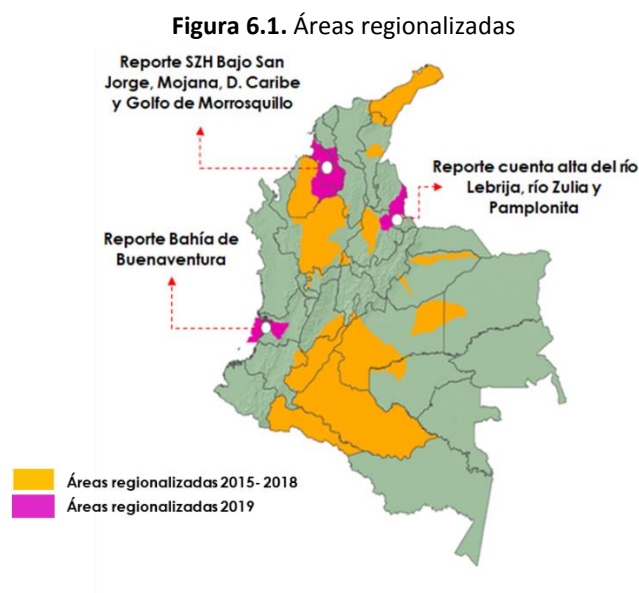 Figura 6.1. Áreas regionalizadas
Reporte SZH Bajo San
Jorge, Mojana, D. Caribe
y Golfo de Morrosquillo
Reporte cuenta alta del río
Lebrija, río Zulia y
Pamplonita
Reporte Bahía de
Buenaventura
Áreas regionalizadas 2015- 2018
Áreas regionalizadas 2019